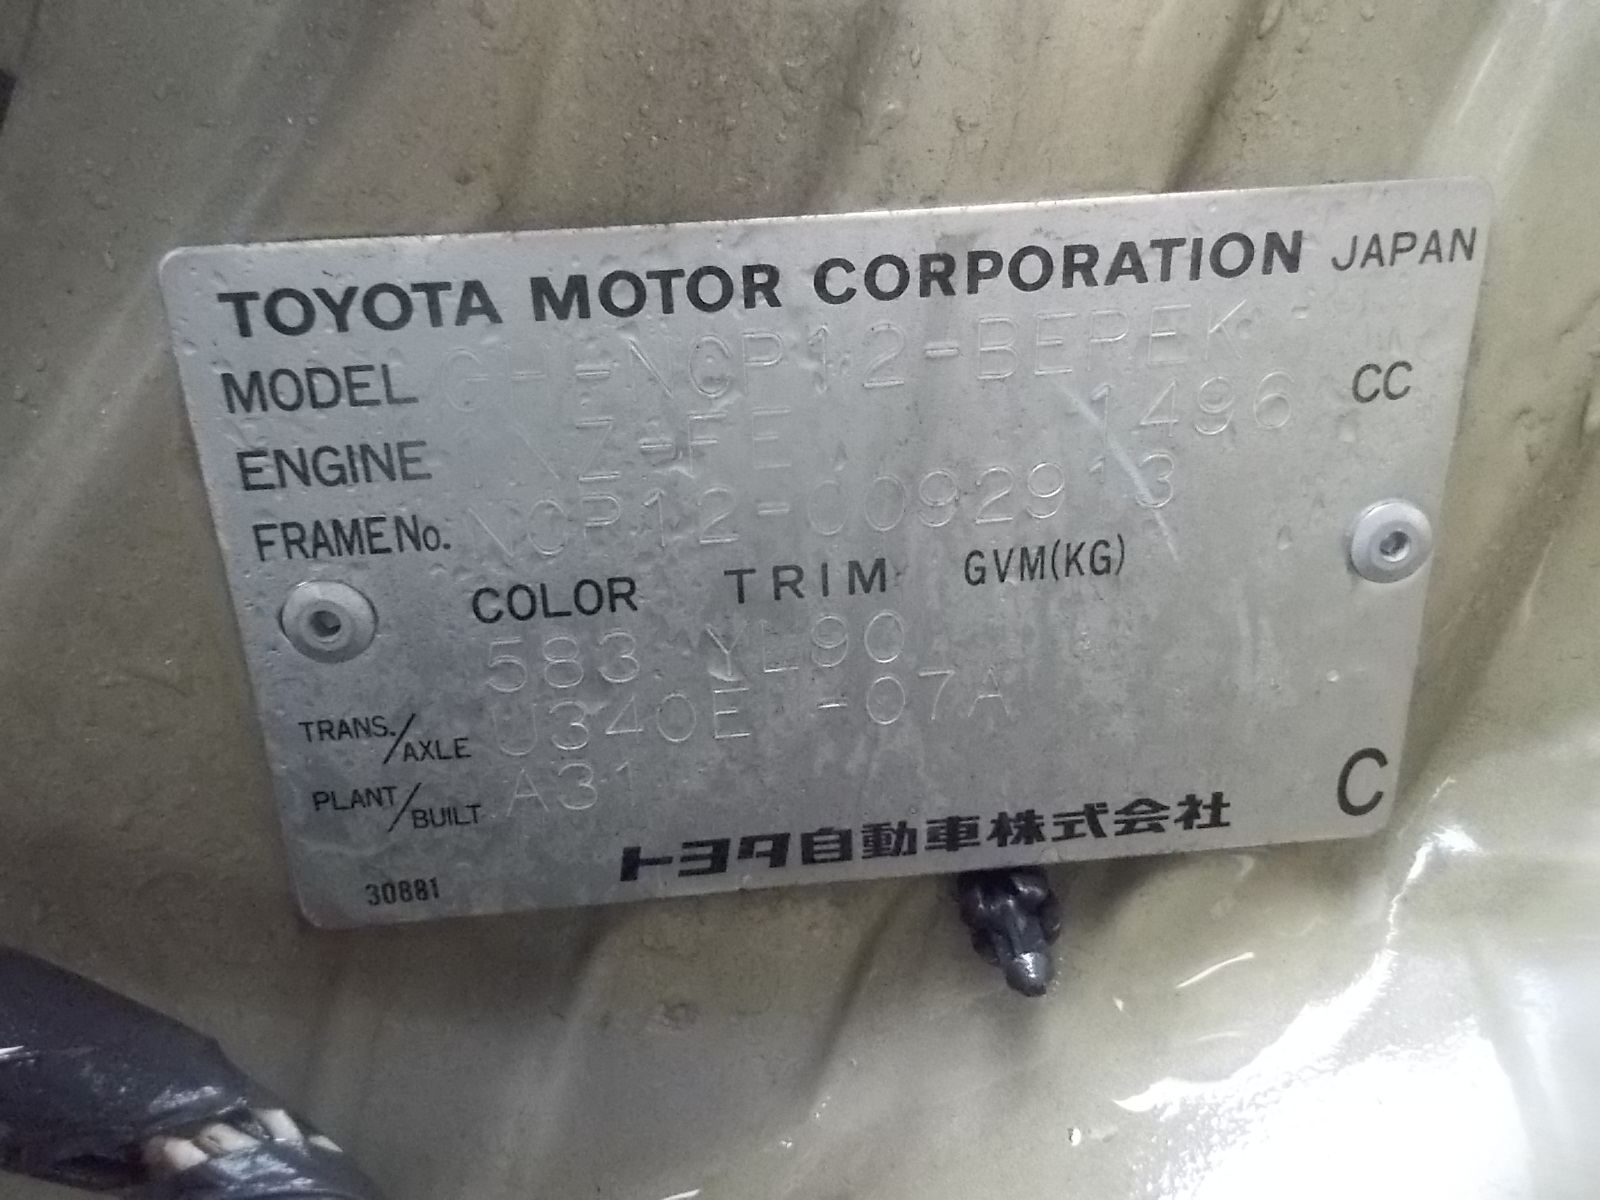 TOYOTA MOTOR CORPORATION JAPAN
MODEL GH-NCP12-BEPEK
ENGINE 1NZ-FE 1496 CC
FRAME No. NCP12-0092913
COLOR TRIM GVM(KG)
583 YL90
TRANS./AXLE U340E -07A
PLANT/BUILT A31
C
トヨタ自動車株式会社
30881